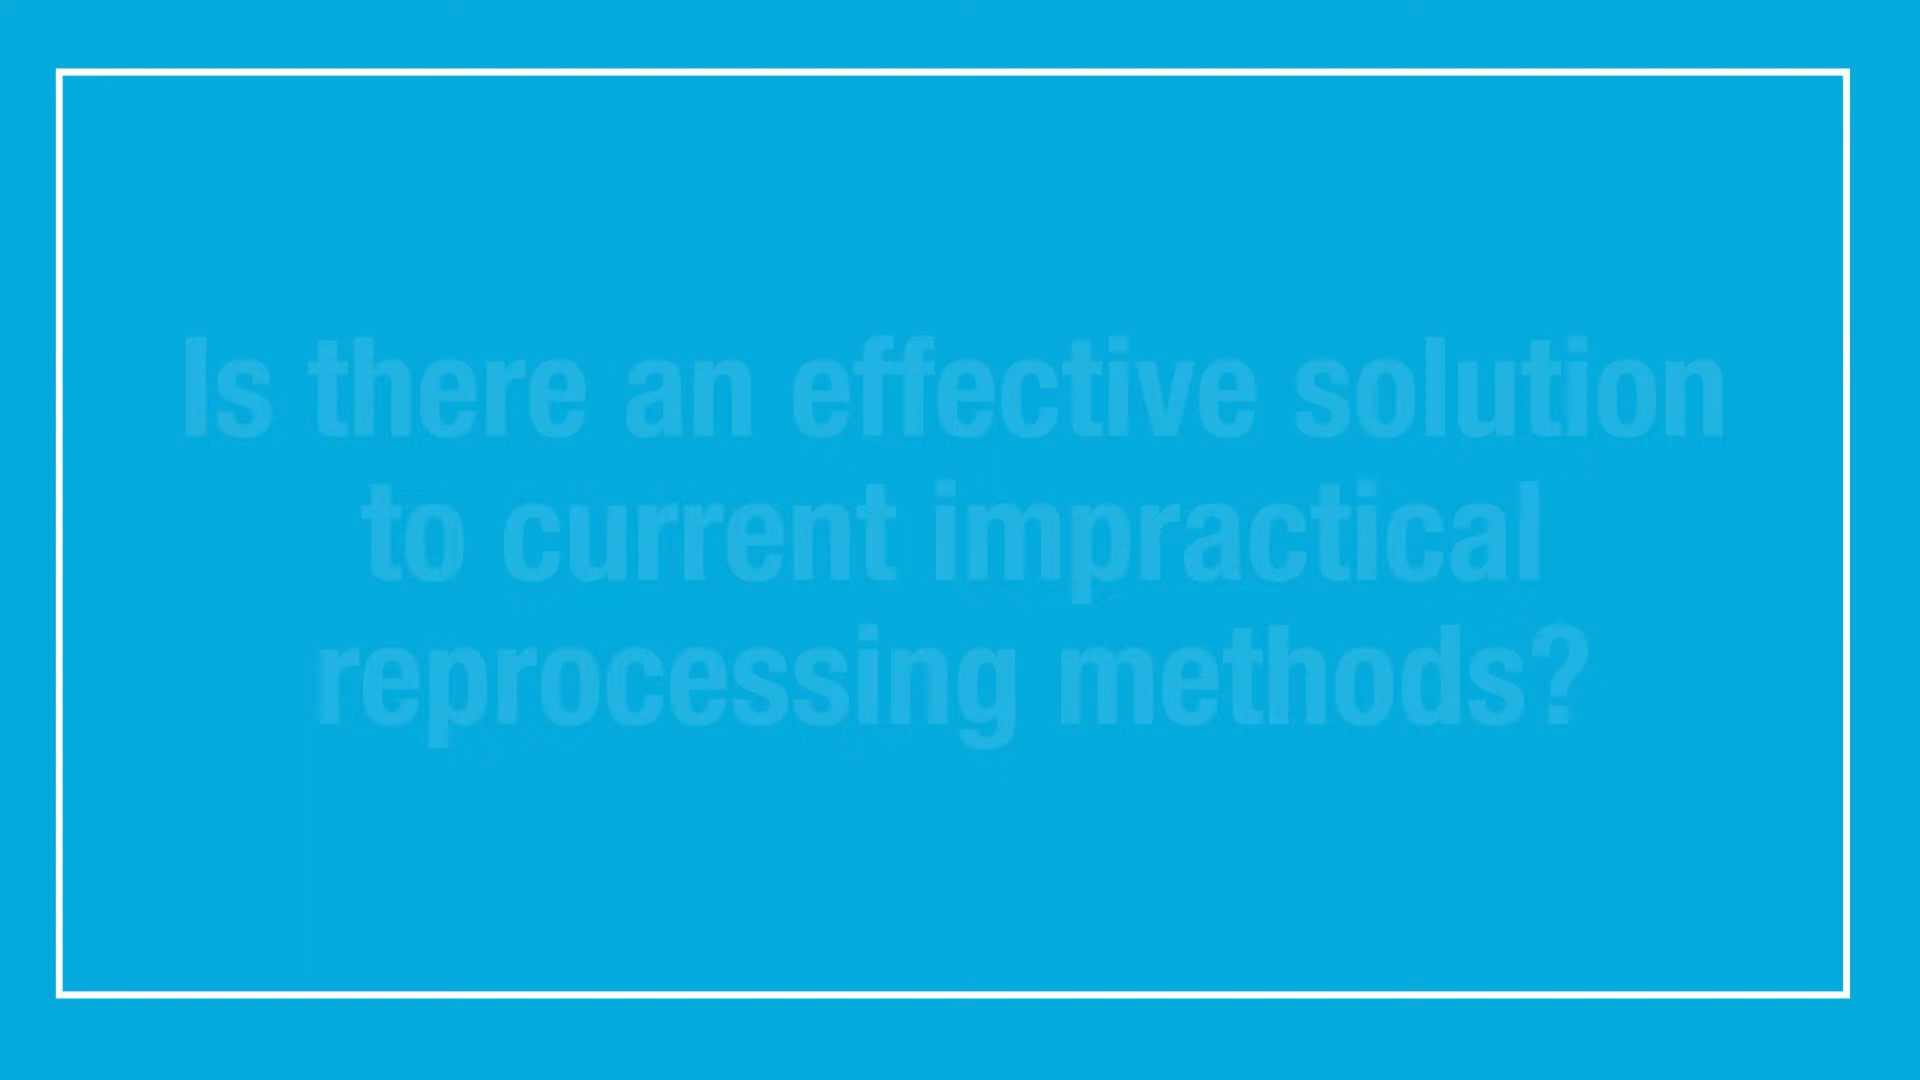 Is there an effective solution
to current impractical
reprocessing methods?